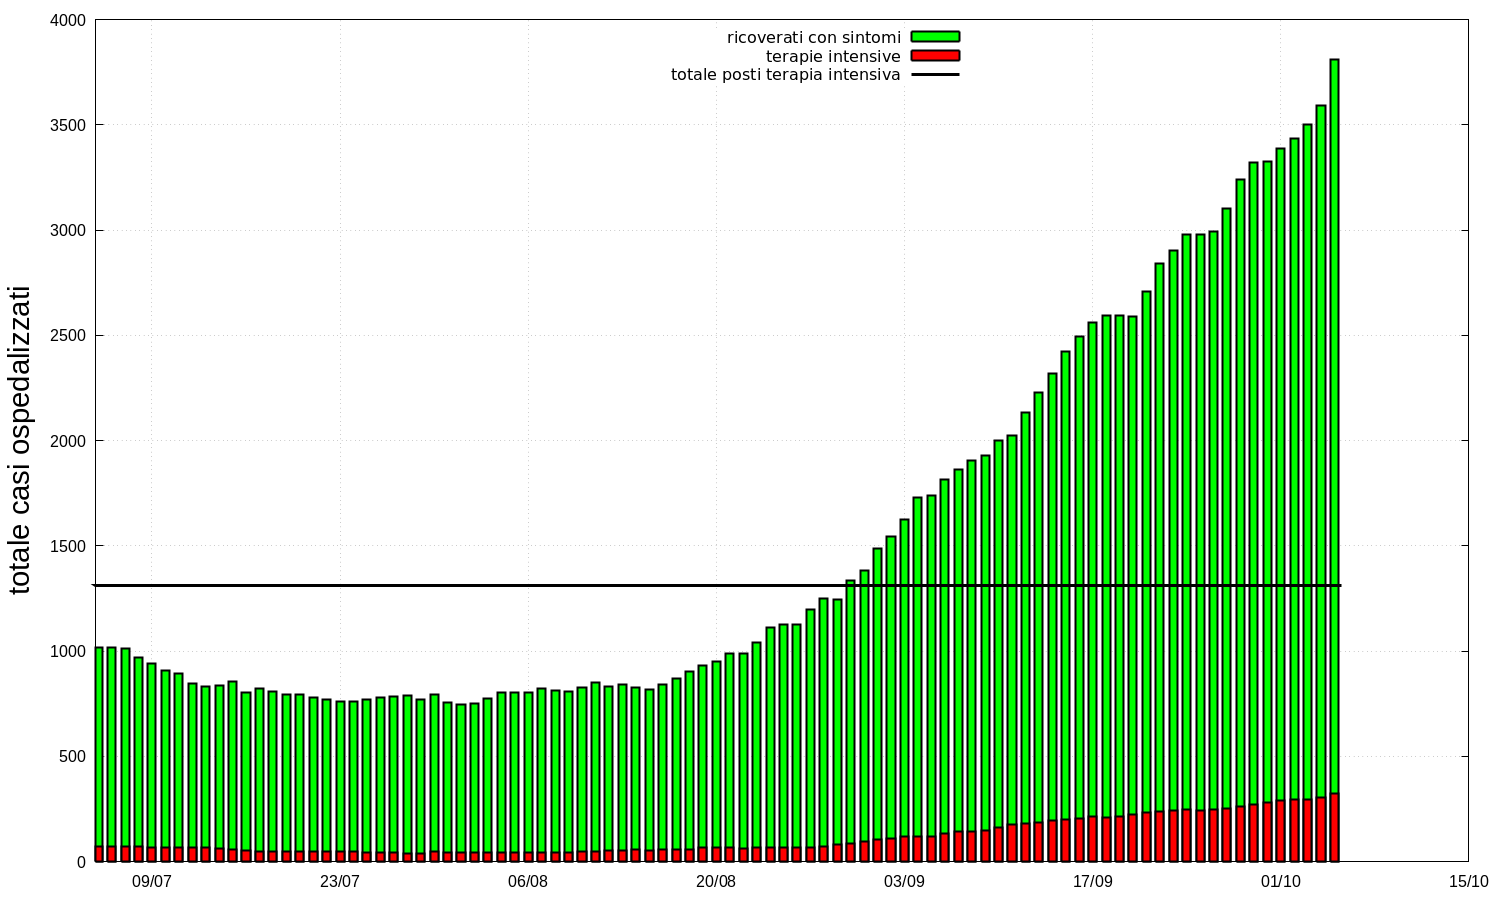 ricoverati con sintomi
terapie intensive
totale posti terapia intensiva
totale casi ospedalizzati
4000
3500
3000
2500
2000
1500
1000
500
0
09/07 23/07 06/08 20/08 03/09 17/09 01/10 15/10